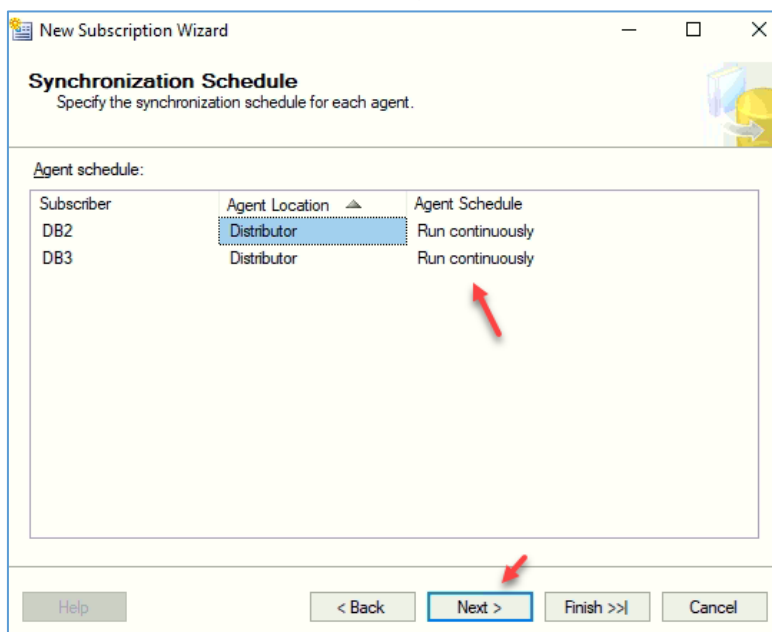 New Subscription Wizard
Synchronization Schedule
Specify the synchronization schedule for each agent.
Agent schedule:
Subscriber Agent Location Agent Schedule
DB2 Distributor Run continuously
DB3 Distributor Run continuously
Help < Back Next > Finish >>| Cancel